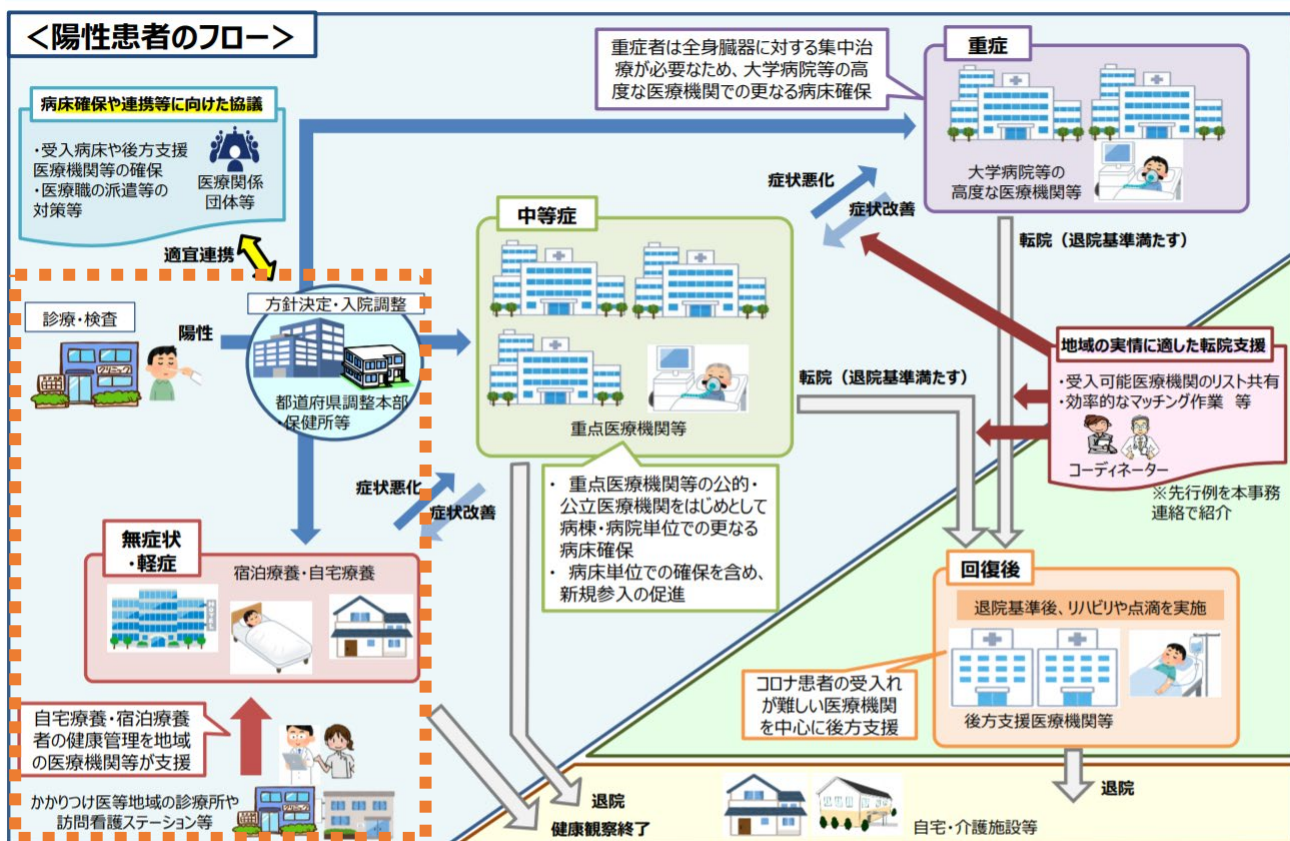 ＜陽性患者のフロー＞
病床確保や連携等に向けた協議
・受入病床や後方支援
医療機関等の確保
・医療職の派遣等の
対策等
医療関係
団体等
適宜連携
診療・検査
クリニック
陽性
方針決定・入院調整
都道府県調整本部
・保健所等
症状悪化
症状改善
無症状
・軽症
宿泊療養・自宅療養
自宅療養・宿泊療養
者の健康管理を地域
の医療機関等が支援
かかりつけ医等地域の診療所や
訪問看護ステーション等
クリニック
中等症
重点医療機関等
・ 重点医療機関等の公的・
公立医療機関をはじめとして
病棟・病院単位での更なる
病床確保
・ 病床単位での確保を含め、
新規参入の促進
重症者は全身臓器に対する集中治
療が必要なため、大学病院等の高
度な医療機関での更なる病床確保
重症
大学病院等の
高度な医療機関等
症状悪化
症状改善
転院（退院基準満たす）
転院（退院基準満たす）
地域の実情に適した転院支援
・受入可能医療機関のリスト共有
・効率的なマッチング作業 等
コーディネーター
※先行例を本事務
連絡で紹介
回復後
退院基準後、リハビリや点滴を実施
後方支援医療機関等
コロナ患者の受入れ
が難しい医療機関
を中心に後方支援
退院
退院
健康観察終了
自宅・介護施設等